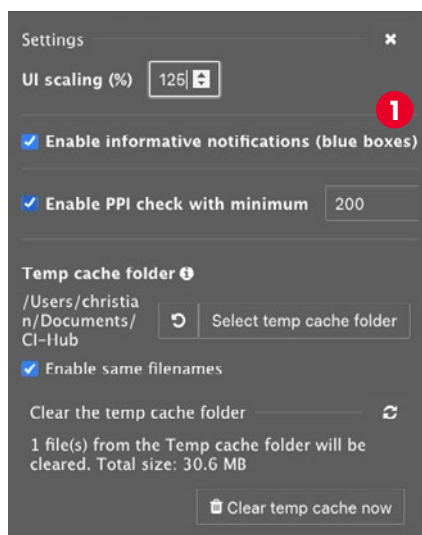 Settings
UI scaling (%) 125
1
Enable informative notifications (blue boxes)
Enable PPI check with minimum 200
Temp cache folder
/Users/christia
n/Documents/
CI-Hub
Select temp cache folder
Enable same filenames
Clear the temp cache folder
1 file(s) from the Temp cache folder will be
cleared. Total size: 30.6 MB
Clear temp cache now